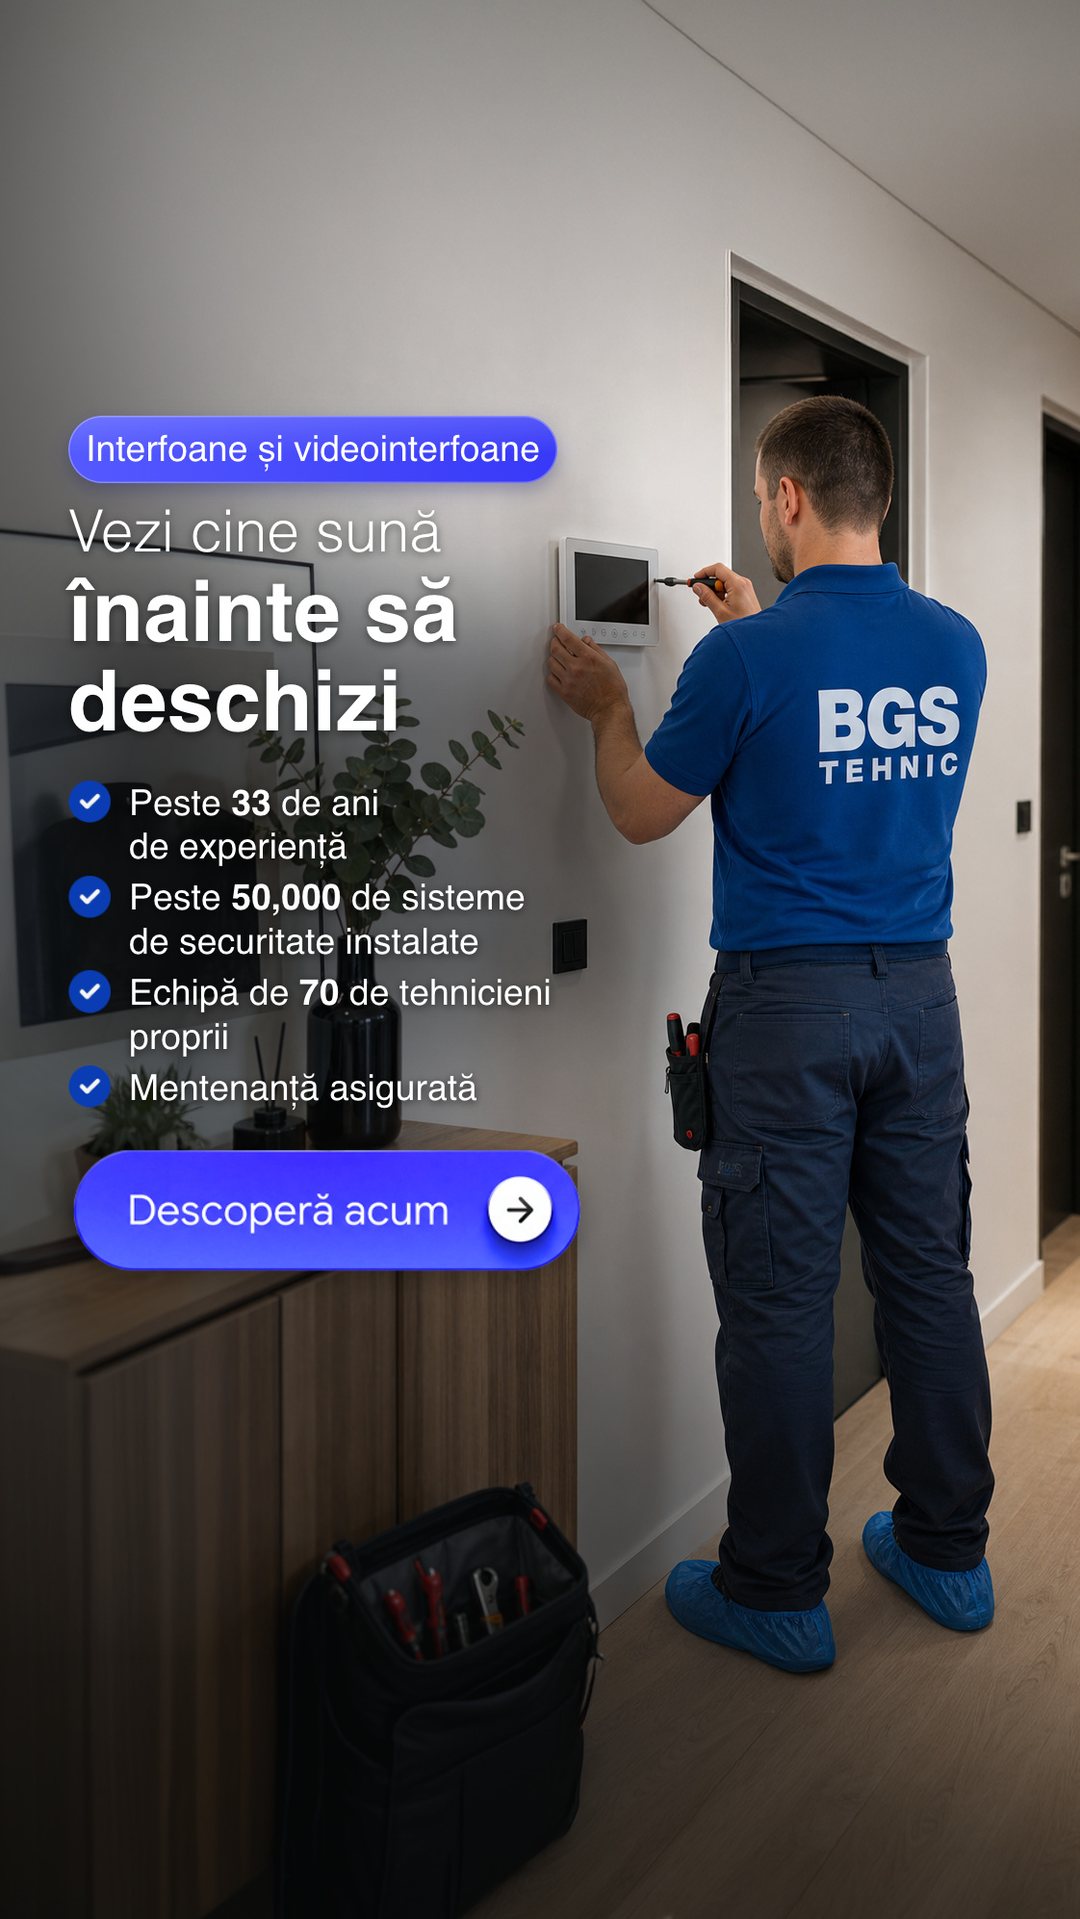 Interfoane și videointerfoane
Vezi cine sună
înainte să
deschizi
Peste 33 de ani
de experiență
Peste 50,000 de sisteme
de securitate instalate
Echipă de 70 de tehnicieni
proprii
Mentenanță asigurată
Descoperă acum
BGS
TEHNIC